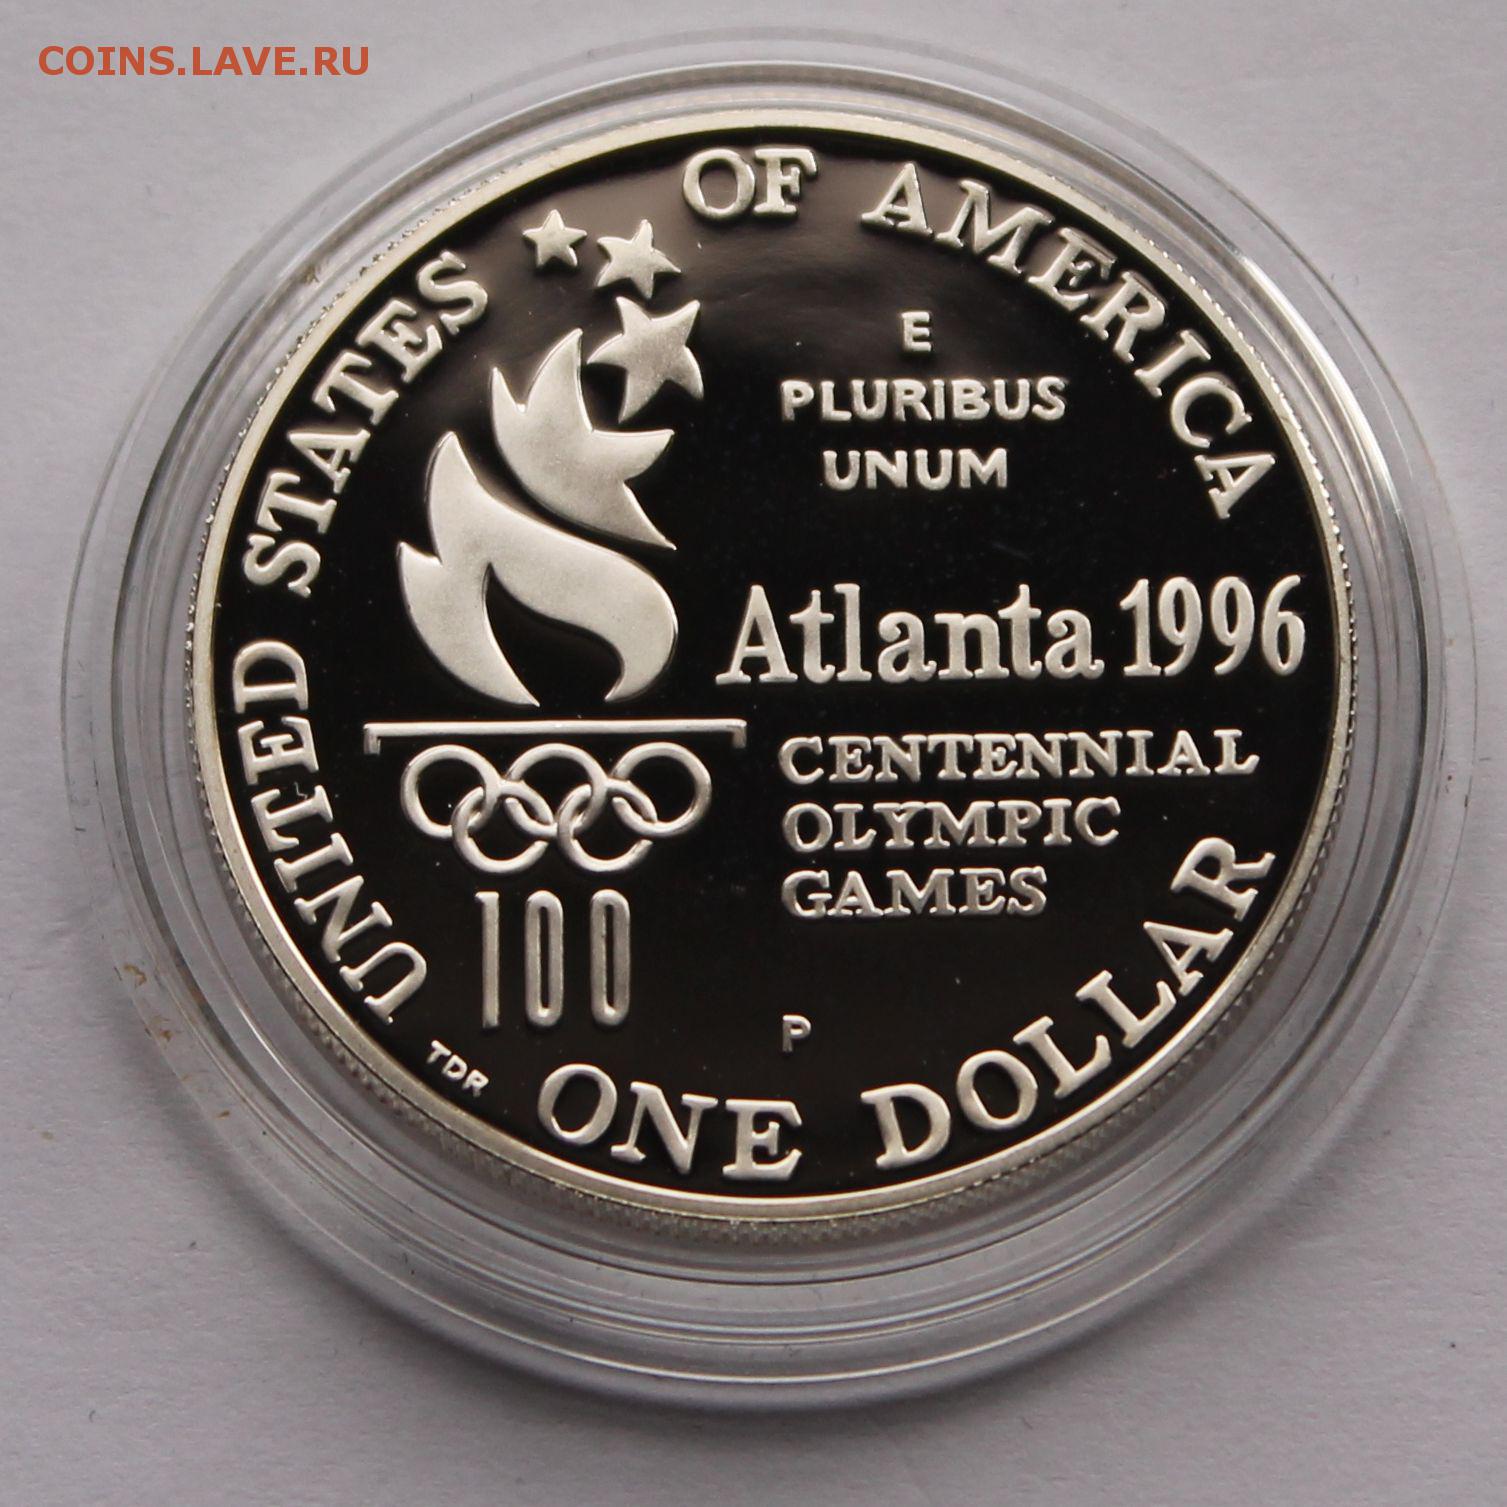 COINS.LAVE.RU
UNITED STATES OF AMERICA
E
PLURIBUS
UNUM
Atlanta 1996
CENTENNIAL
OLYMPIC
GAMES
100
P
TDR
ONE DOLLAR